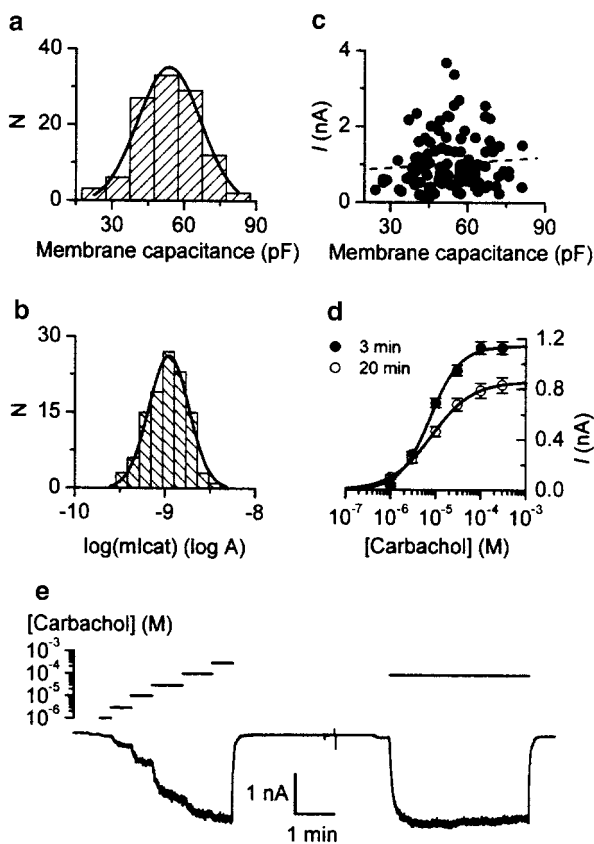 a
40
20
0
N
30
60
90
Membrane capacitance (pF)
c
4
2
1
0
I (nA)
30
60
90
Membrane capacitance (pF)
b
30
15
0
N
-10
-9
-8
log(mIcat) (log A)
d
3 min
20 min
1.2
0.8
0.4
0.0
I (nA)
10-7
10-6
10-5
10-4
10-3
[Carbachol] (M)
e
[Carbachol] (M)
10-3
10-4
10-5
10-6
1 nA
1 min